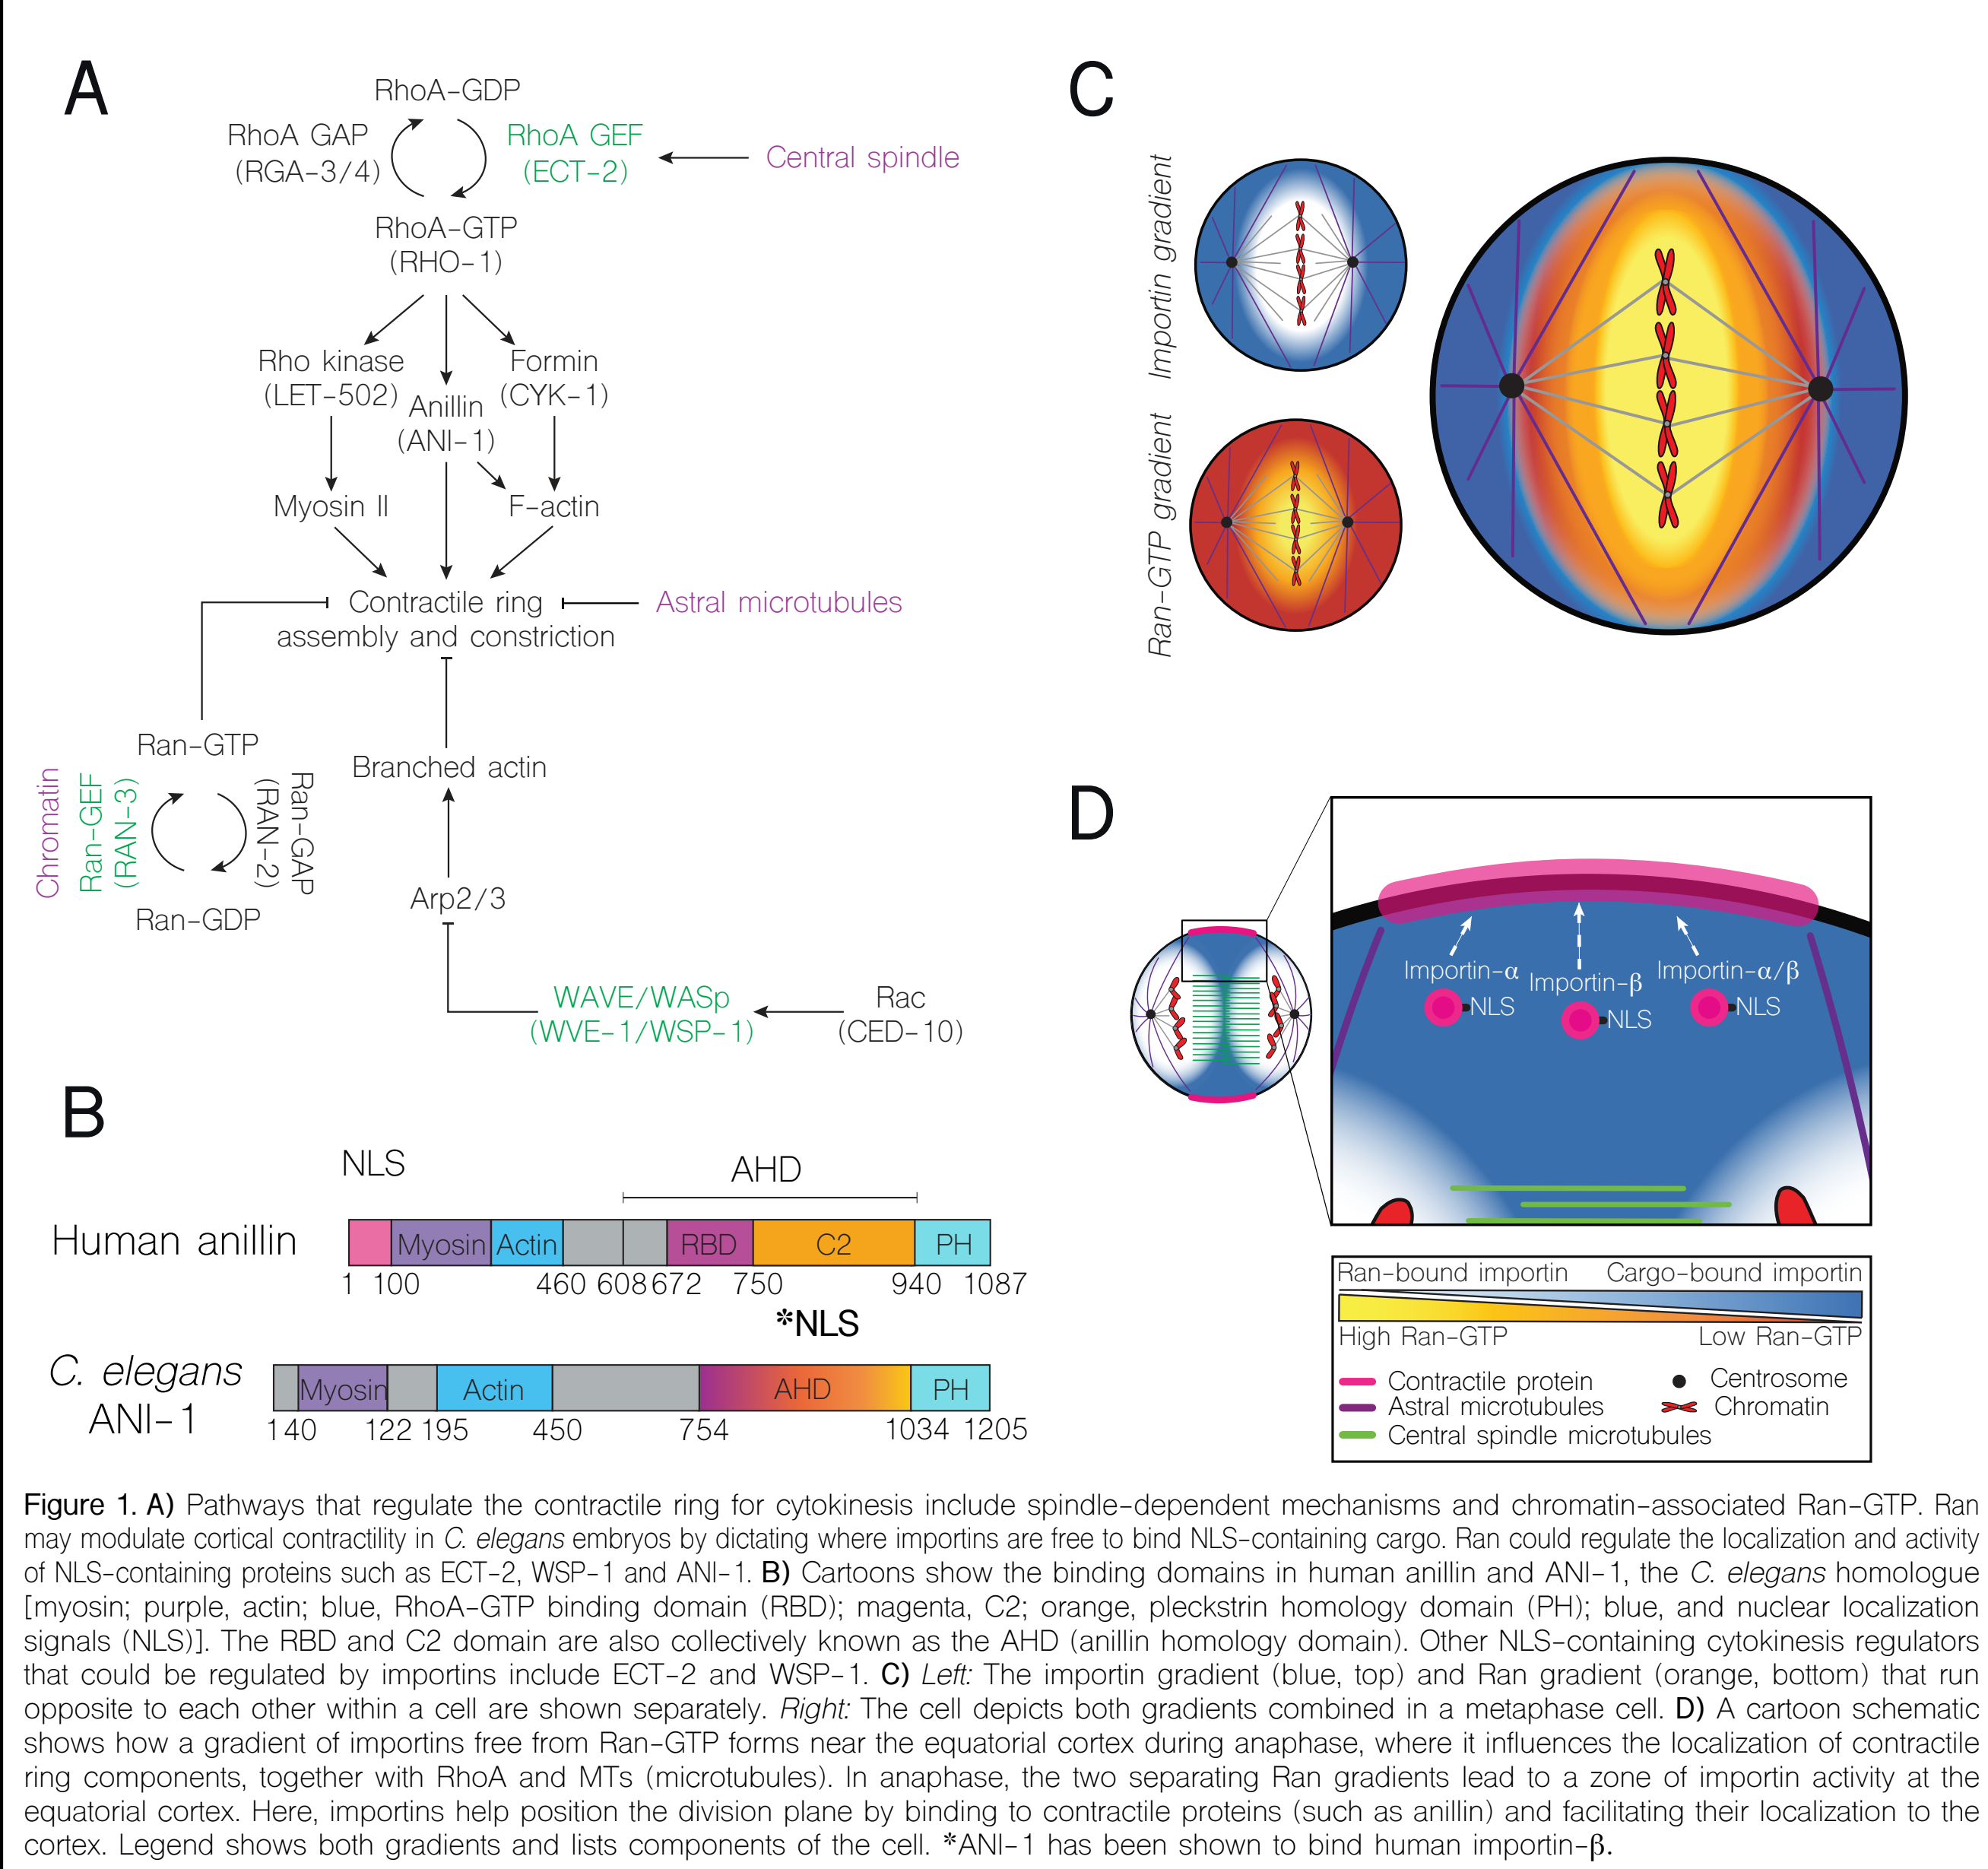 A
RhoA-GDP
RhoA GAP
(RGA-3/4)
RhoA GEF
(ECT-2)
Central spindle
RhoA-GTP
(RHO-1)
Rho kinase
(LET-502)
Anillin
(ANI-1)
Formin
(CYK-1)
Myosin II
F-actin
Contractile ring
assembly and constriction
Astral microtubules
Ran-GTP
Chromatin
Ran-GEF
(RAN-3)
Ran-GAP
(RAN-2)
Ran-GDP
Branched actin
Arp2/3
WAVE/WASp
(WVE-1/WSP-1)
Rac
(CED-10)
B
NLS
AHD
Human anillin
Myosin Actin RBD C2 PH
1 100 460 608 672 750 940 1087
*NLS
C. elegans
ANI-1
Myosin Actin AHD PH
1 40 122 195 450 754 1034 1205
C
Importin gradient
Ran-GTP gradient
D
Importin-α
NLS
Importin-β
NLS
Importin-α/β
NLS
Ran-bound importin Cargo-bound importin
High Ran-GTP Low Ran-GTP
Contractile protein
Astral microtubules
Central spindle microtubules
Centrosome
Chromatin
Figure 1. A) Pathways that regulate the contractile ring for cytokinesis include spindle-dependent mechanisms and chromatin-associated Ran-GTP. Ran
may modulate cortical contractility in C. elegans embryos by dictating where importins are free to bind NLS-containing cargo. Ran could regulate the localization and activity
of NLS-containing proteins such as ECT-2, WSP-1 and ANI-1. B) Cartoons show the binding domains in human anillin and ANI-1, the C. elegans homologue
[myosin; purple, actin; blue, RhoA-GTP binding domain (RBD); magenta, C2; orange, pleckstrin homology domain (PH); blue, and nuclear localization
signals (NLS)]. The RBD and C2 domain are also collectively known as the AHD (anillin homology domain). Other NLS-containing cytokinesis regulators
that could be regulated by importins include ECT-2 and WSP-1. C) Left: The importin gradient (blue, top) and Ran gradient (orange, bottom) that run
opposite to each other within a cell are shown separately. Right: The cell depicts both gradients combined in a metaphase cell. D) A cartoon schematic
shows how a gradient of importins free from Ran-GTP forms near the equatorial cortex during anaphase, where it influences the localization of contractile
ring components, together with RhoA and MTs (microtubules). In anaphase, the two separating Ran gradients lead to a zone of importin activity at the
equatorial cortex. Here, importins help position the division plane by binding to contractile proteins (such as anillin) and facilitating their localization to the
cortex. Legend shows both gradients and lists components of the cell. *ANI-1 has been shown to bind human importin-β.